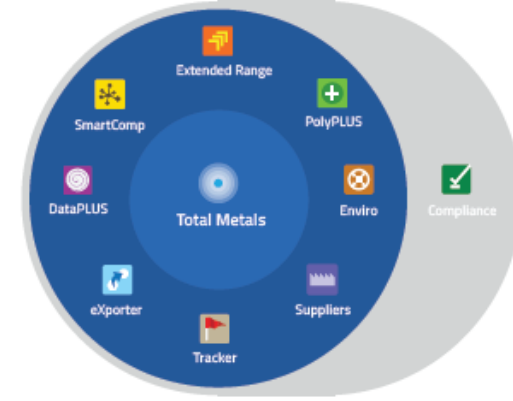 Extended Range
SmartComp
PolyPLUS
DataPLUS
Total Metals
Enviro
Compliance
eXporter
Suppliers
Tracker